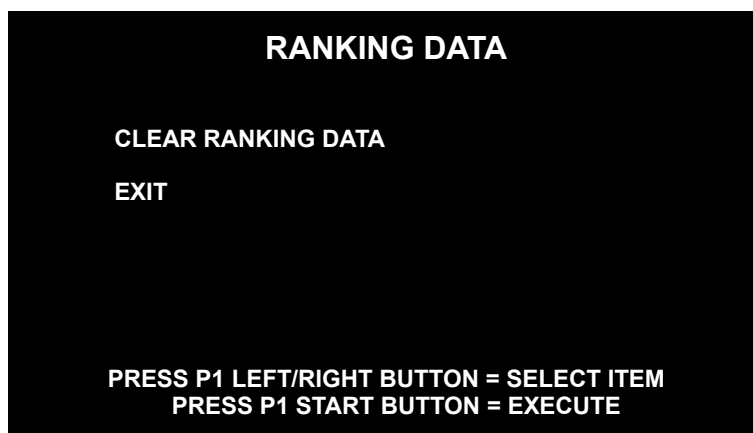 RANKING DATA
CLEAR RANKING DATA
EXIT
PRESS P1 LEFT/RIGHT BUTTON = SELECT ITEM
PRESS P1 START BUTTON = EXECUTE